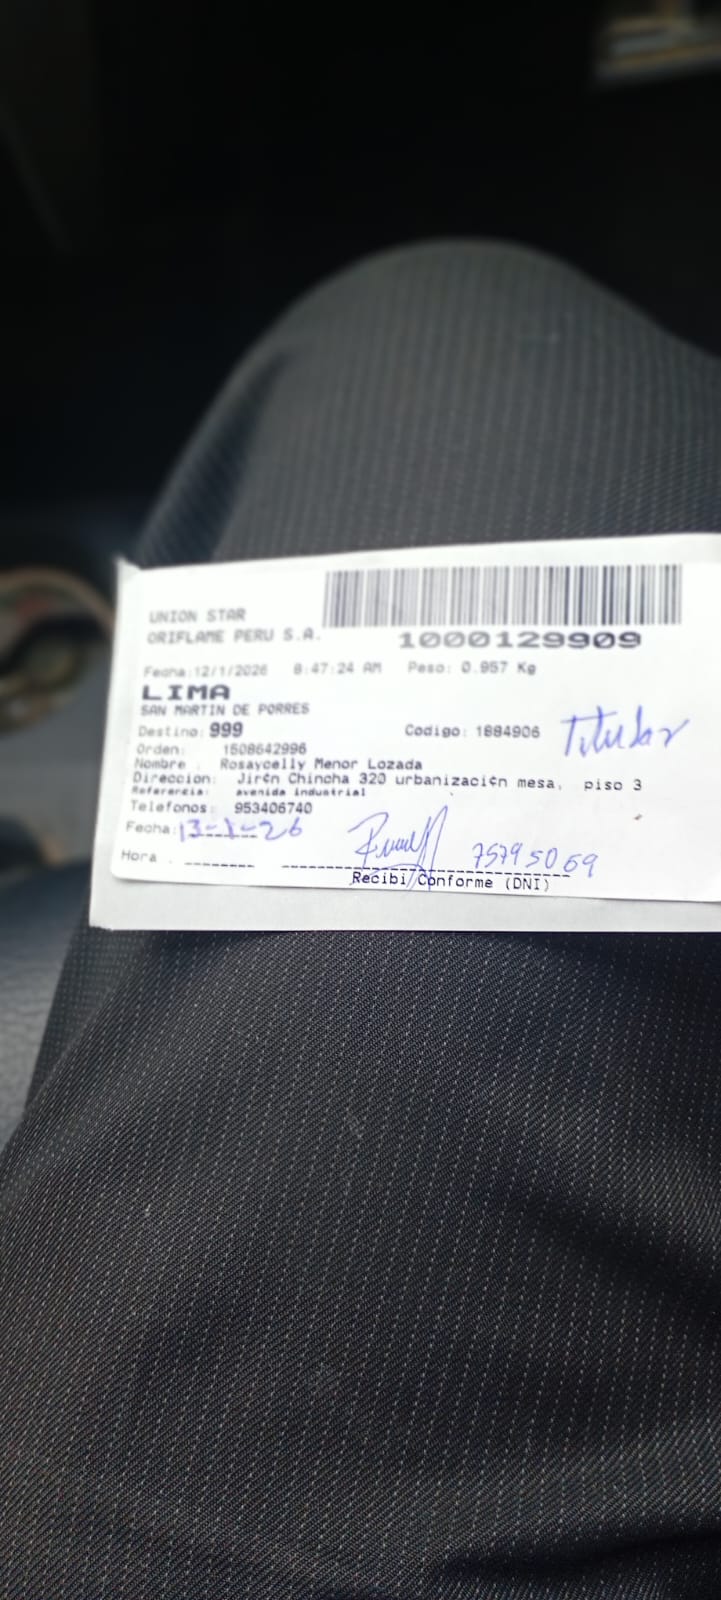 UNION STAR
ORIFLAME PERU S.A.
1000129909
Fecha:12/1/2026 8:47:24 AM Peso: 0.957 Kg
LIMA
SAN MARTIN DE PORRES
Destino: 999 Codigo: 1884906 Titular
Orden: 1508642996
Nombre : Rosaycelly Menor Lozada
Direccion: Jir¢n Chincha 320 urbanizaci¢n mesa, piso 3
Referencia: avenida industrial
Telefonos: 953406740
Fecha: 13-1-26
75795069
Hora :
Recibi Conforme (DNI)